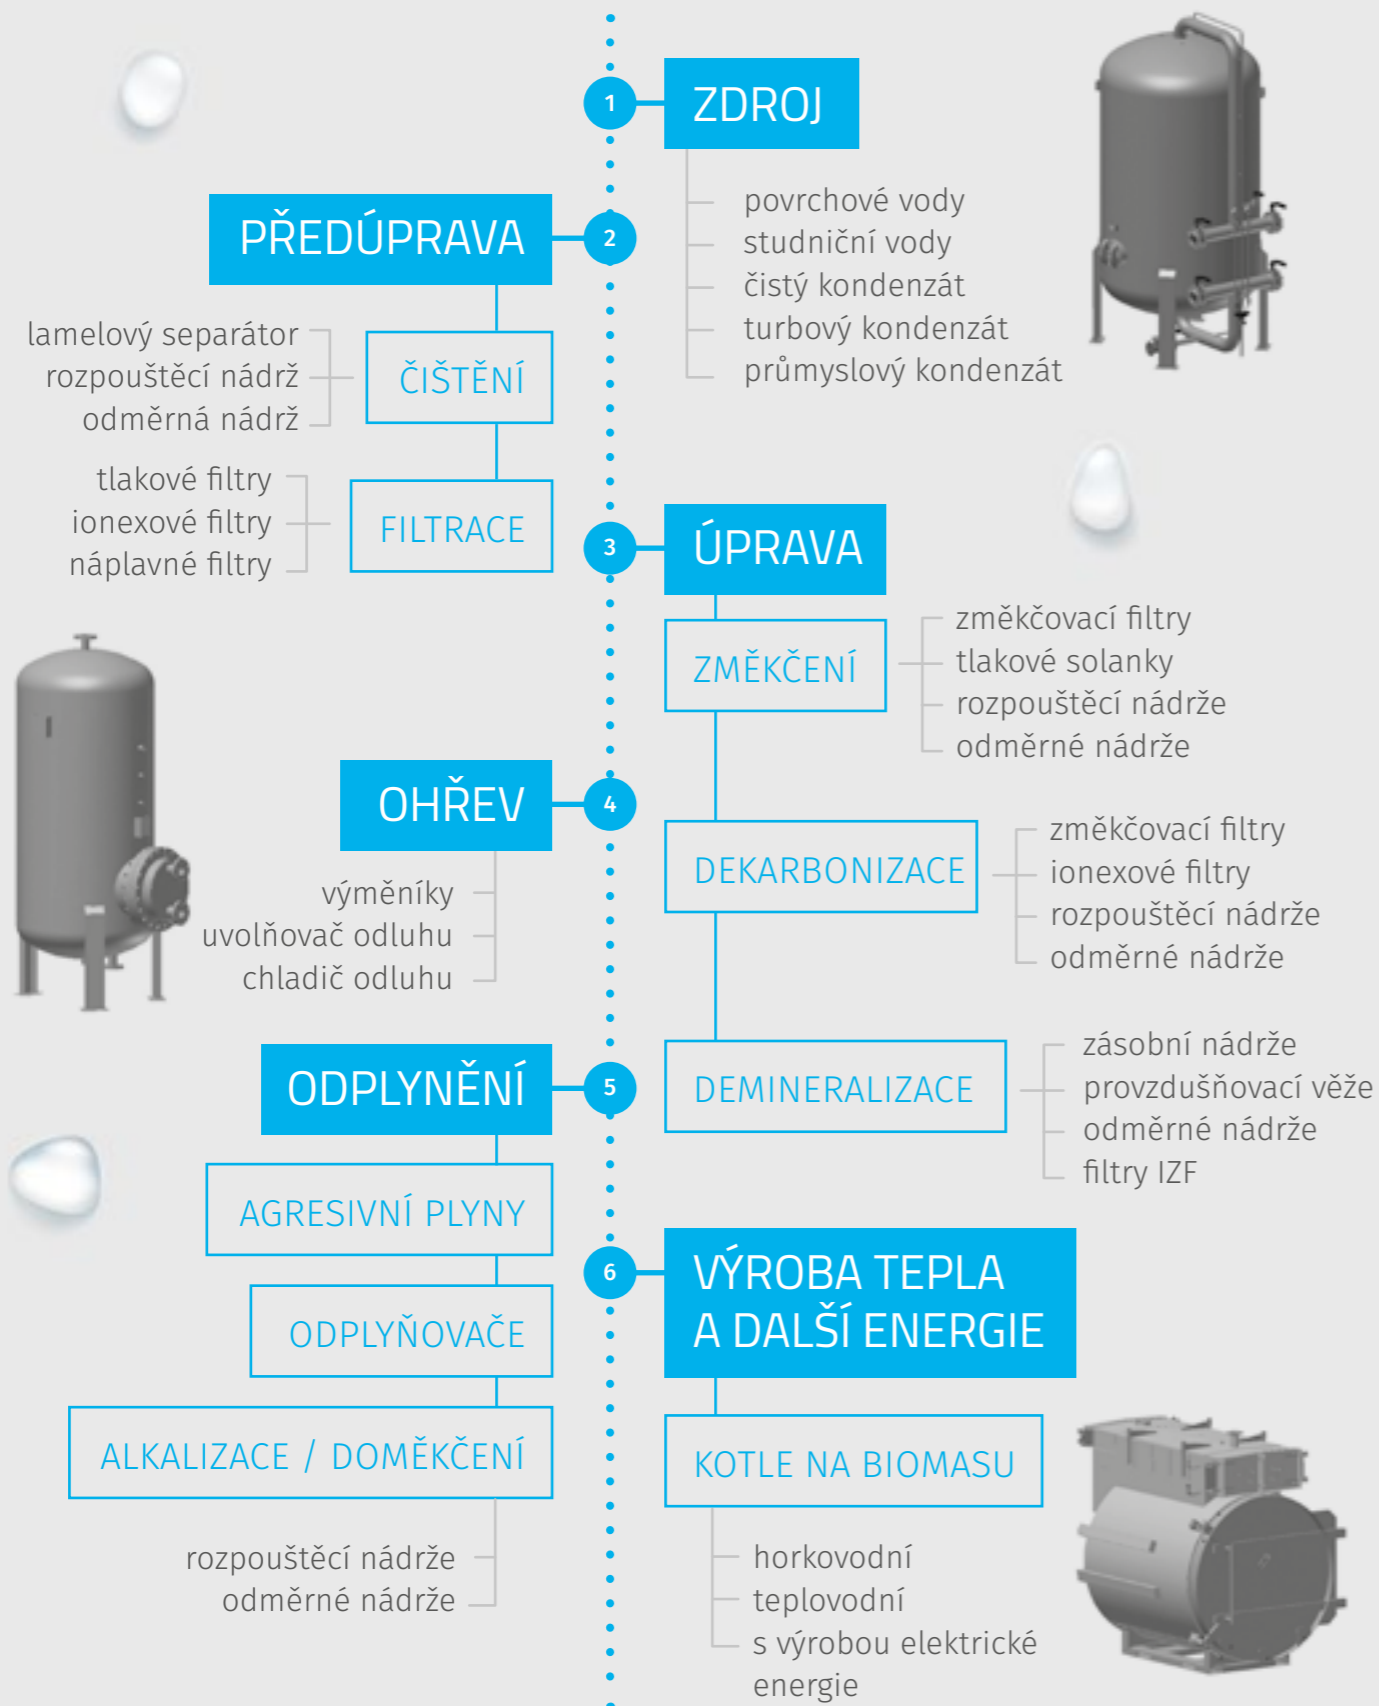 1
ZDROJ
povrchové vody
studniční vody
čistý kondenzát
turbový kondenzát
průmyslový kondenzát
2
PŘEDÚPRAVA
ČIŠTĚNÍ
lamelový separátor
rozpouštěcí nádrž
odměrná nádrž
FILTRACE
tlakové filtry
ionexové filtry
náplavné filtry
3
ÚPRAVA
ZMĚKČENÍ
změkčovací filtry
tlakové solanky
rozpouštěcí nádrže
odměrné nádrže
DEKARBONIZACE
změkčovací filtry
ionexové filtry
rozpouštěcí nádrže
odměrné nádrže
DEMINERALIZACE
zásobní nádrže
provzdušňovací věže
odměrné nádrže
filtry IZF
4
OHŘEV
výměníky
uvolňovač odluhu
chladič odluhu
5
ODPLYNĚNÍ
AGRESIVNÍ PLYNY
ODPLYŇOVAČE
ALKALIZACE / DOMĚKČENÍ
rozpouštěcí nádrže
odměrné nádrže
6
VÝROBA TEPLA
A DALŠÍ ENERGIE
KOTLE NA BIOMASU
horkovodní
teplovodní
s výrobou elektrické
energie